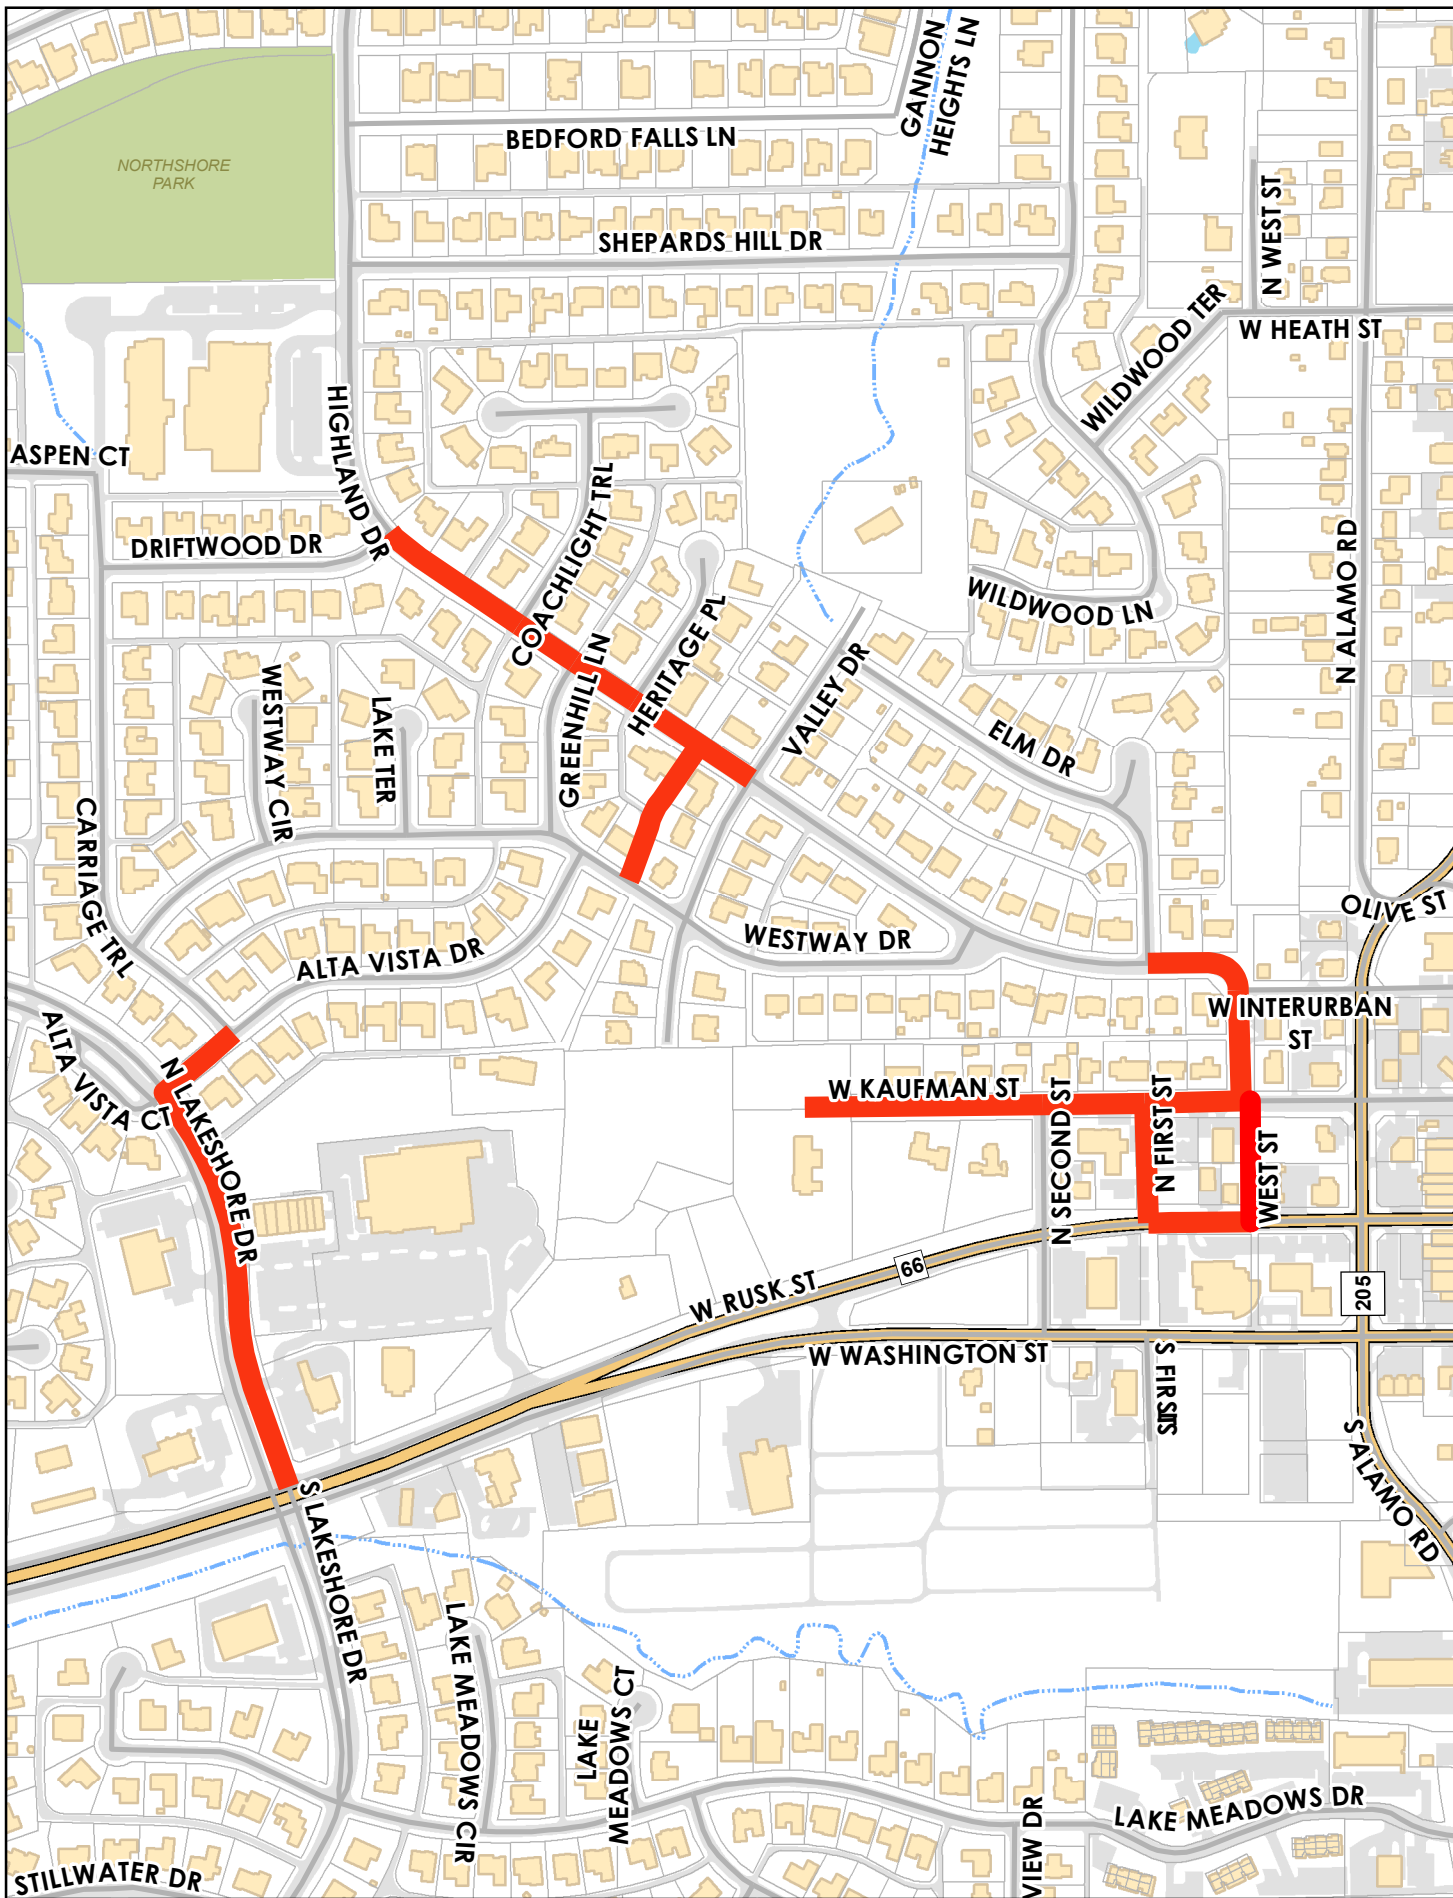 GANNON
HEIGHTS LN
BEDFORD FALLS LN
NORTHSHORE
PARK
N WEST ST
SHEPARDS HILL DR
WILDWOOD TER
W HEATH ST
HIGHLAND DR
ASPEN CT
COACHLIGHT TRL
DRIFTWOOD DR
N ALAMO RD
WILDWOOD LN
HERITAGE PL
GREENHILL LN
VALLEY DR
WESTWAY CIR
LAKE TER
ELM DR
CARRIAGE TRL
OLIVE ST
WESTWAY DR
ALTA VISTA DR
W INTERURBAN
ST
ALTA VISTA CT
N LAKESHORE DR
W KAUFMAN ST
N SECOND ST
N FIRST ST
WEST ST
66
W RUSK ST
205
W WASHINGTON ST
S FIRST
S ALAMO RD
S LAKESHORE DR
LAKE MEADOWS CIR
LAKE
MEADOWS CT
VIEW DR
LAKE MEADOWS DR
STILLWATER DR